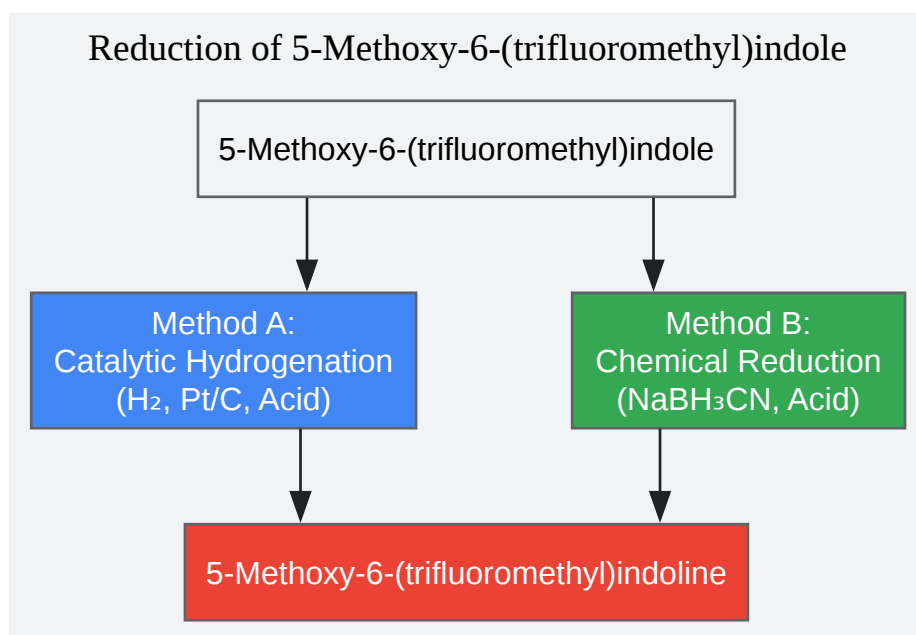 Reduction of 5-Methoxy-6-(trifluoromethyl)indole
5-Methoxy-6-(trifluoromethyl)indole
Method A:
Catalytic Hydrogenation
(H₂, Pt/C, Acid)
Method B:
Chemical Reduction
(NaBH₃CN, Acid)
5-Methoxy-6-(trifluoromethyl)indoline